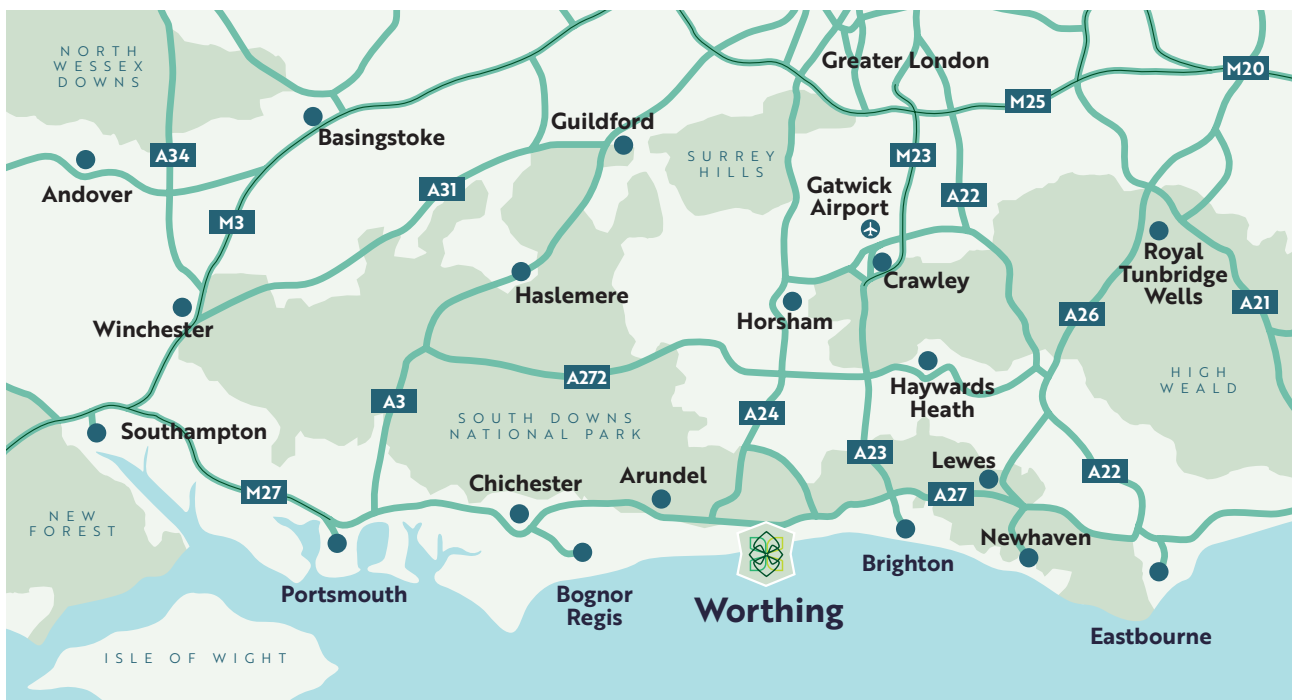 NORTH
WESSEX
DOWNS
Greater London
M20
M25
Basingstoke
Guildford
A34
SURREY
HILLS
M23
Andover
A31
Gatwick
Airport
A22
M3
Royal
Tunbridge
Wells
Haslemere
Crawley
A21
Winchester
Horsham
A26
A272
HIGH
WEALD
Haywards
Heath
A3
SOUTH DOWNS
NATIONAL PARK
A24
Southampton
A23
Lewes
A22
M27
Chichester
Arundel
A27
NEW
FOREST
Newhaven
Portsmouth
Bognor
Regis
Worthing
Brighton
Eastbourne
ISLE OF WIGHT